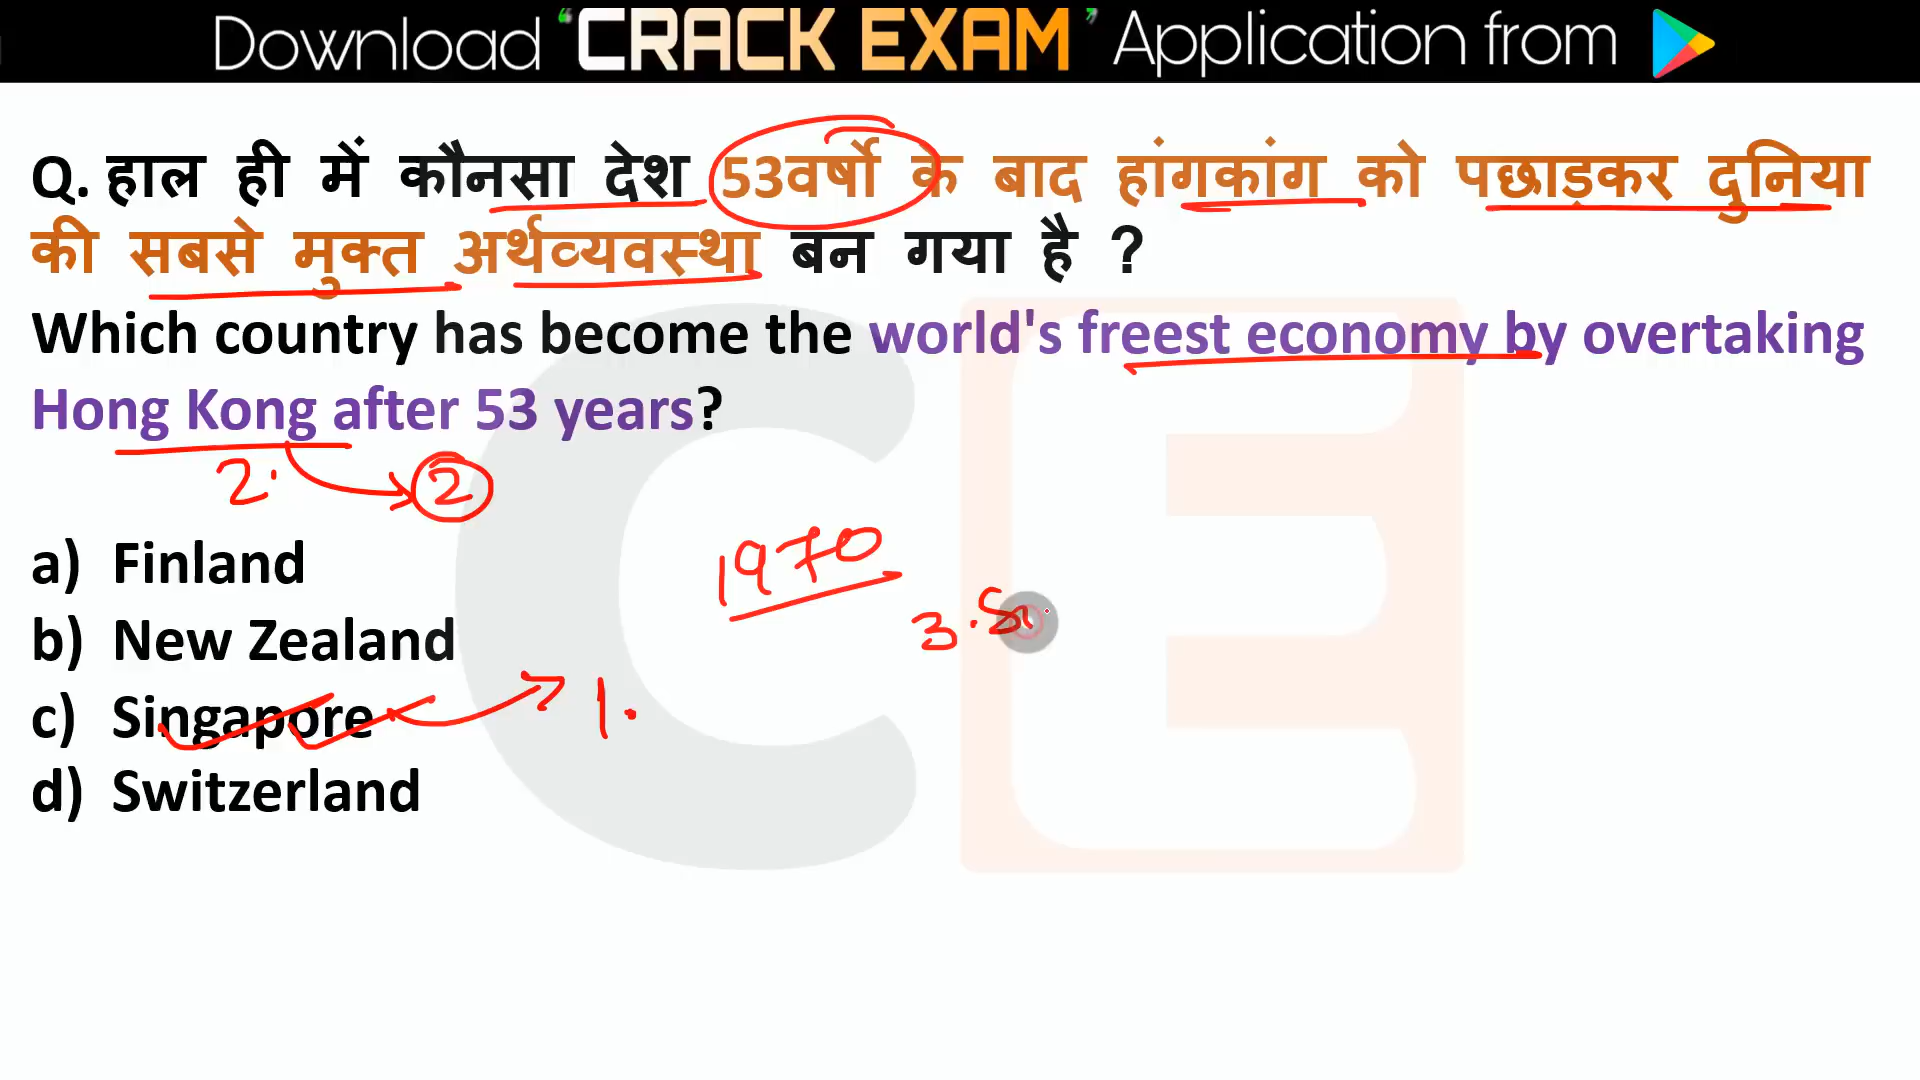 Download ‘CRACK EXAM’ Application from
Q. हाल ही में कौनसा देश 53वर्षो के बाद हांगकांग को पछाड़कर दुनिया
की सबसे मुक्त अर्थव्यवस्था बन गया है ?
Which country has become the world's freest economy by overtaking
Hong Kong after 53 years?
2. 2
1970
a) Finland
3.
b) New Zealand
c) Singapore 1.
d) Switzerland
CE